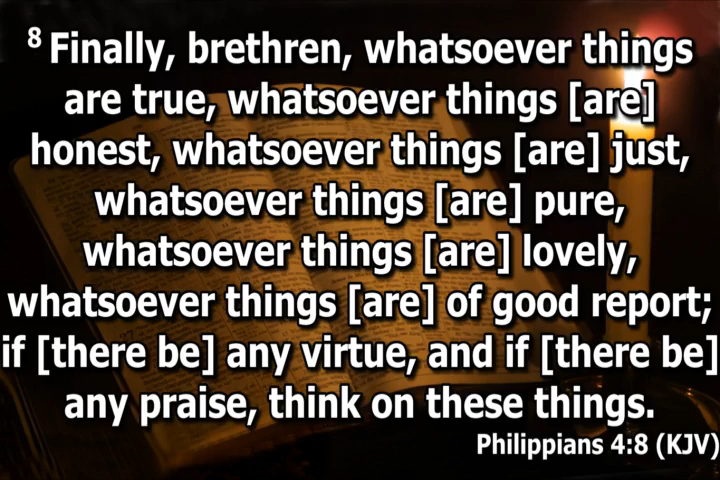 8 Finally, brethren, whatsoever things
are true, whatsoever things [are]
honest, whatsoever things [are] just,
whatsoever things [are] pure,
whatsoever things [are] lovely,
whatsoever things [are] of good report;
if [there be] any virtue, and if [there be]
any praise, think on these things.
Philippians 4:8 (KJV)